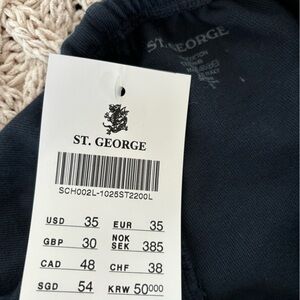 ST. GEORGE
ST. GEORGE
SCH002L-1025ST2200L
USD 35 EUR 35
GBP 30 NOK SEK 385
CAD 48 CHF 38
SGD 54 KRW 50000